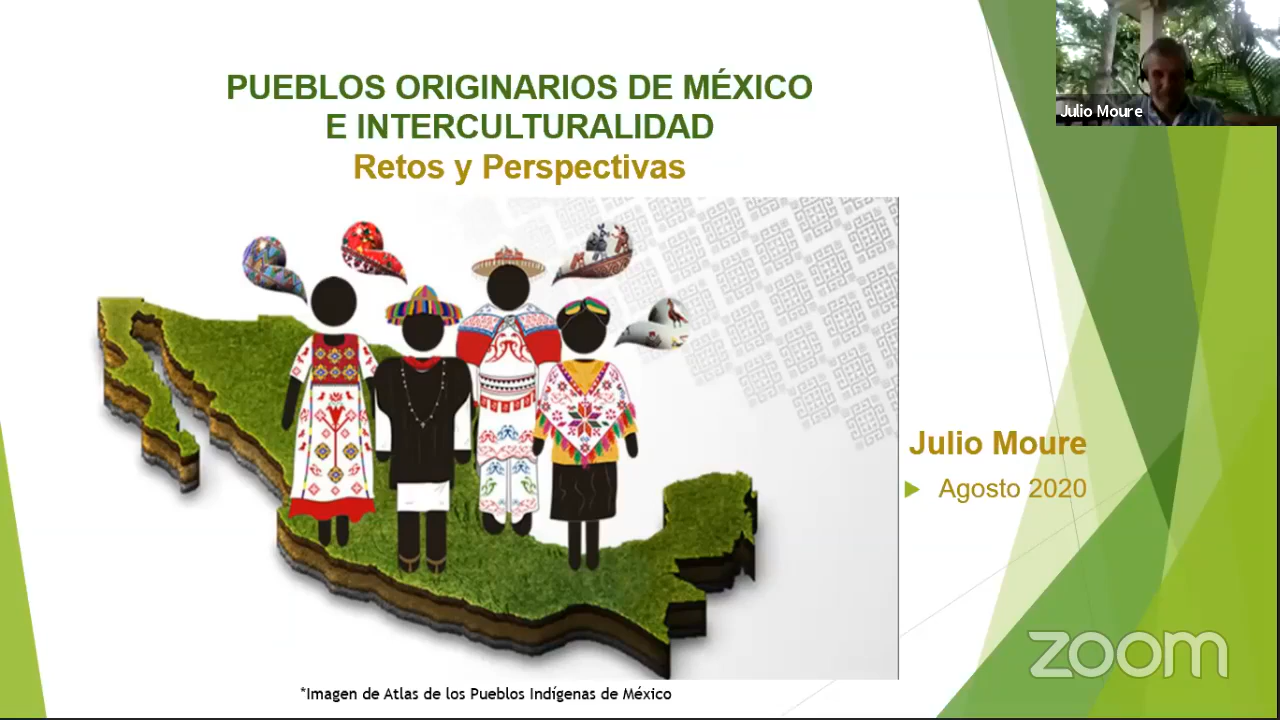 PUEBLOS ORIGINARIOS DE MÉXICO
E INTERCULTURALIDAD
Retos y Perspectivas
Julio Moure
Julio Moure
Agosto 2020
zoom
*Imagen de Atlas de los Pueblos Indígenas de México